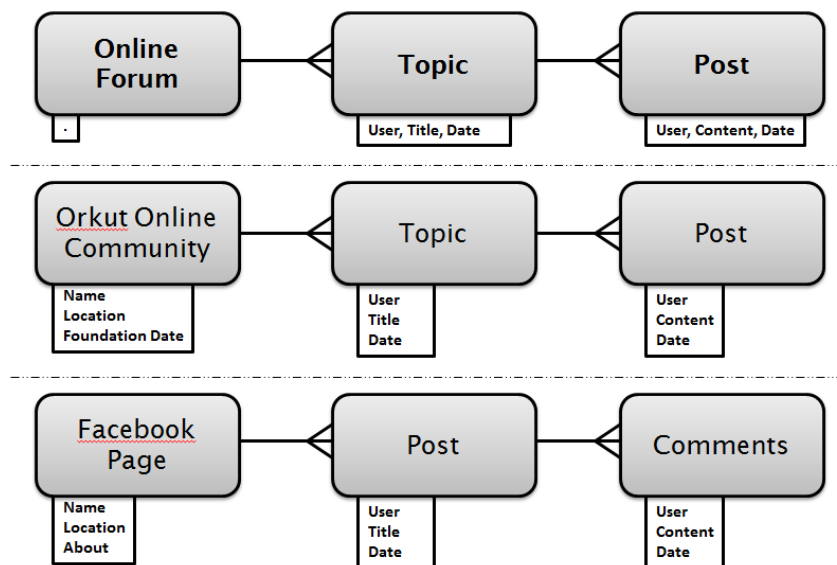 Online
Forum
Topic
Post
.
User, Title, Date
User, Content, Date
Orkut Online
Community
Topic
Post
Name
Location
Foundation Date
User
Title
Date
User
Content
Date
Facebook
Page
Post
Comments
Name
Location
About
User
Title
Date
User
Content
Date